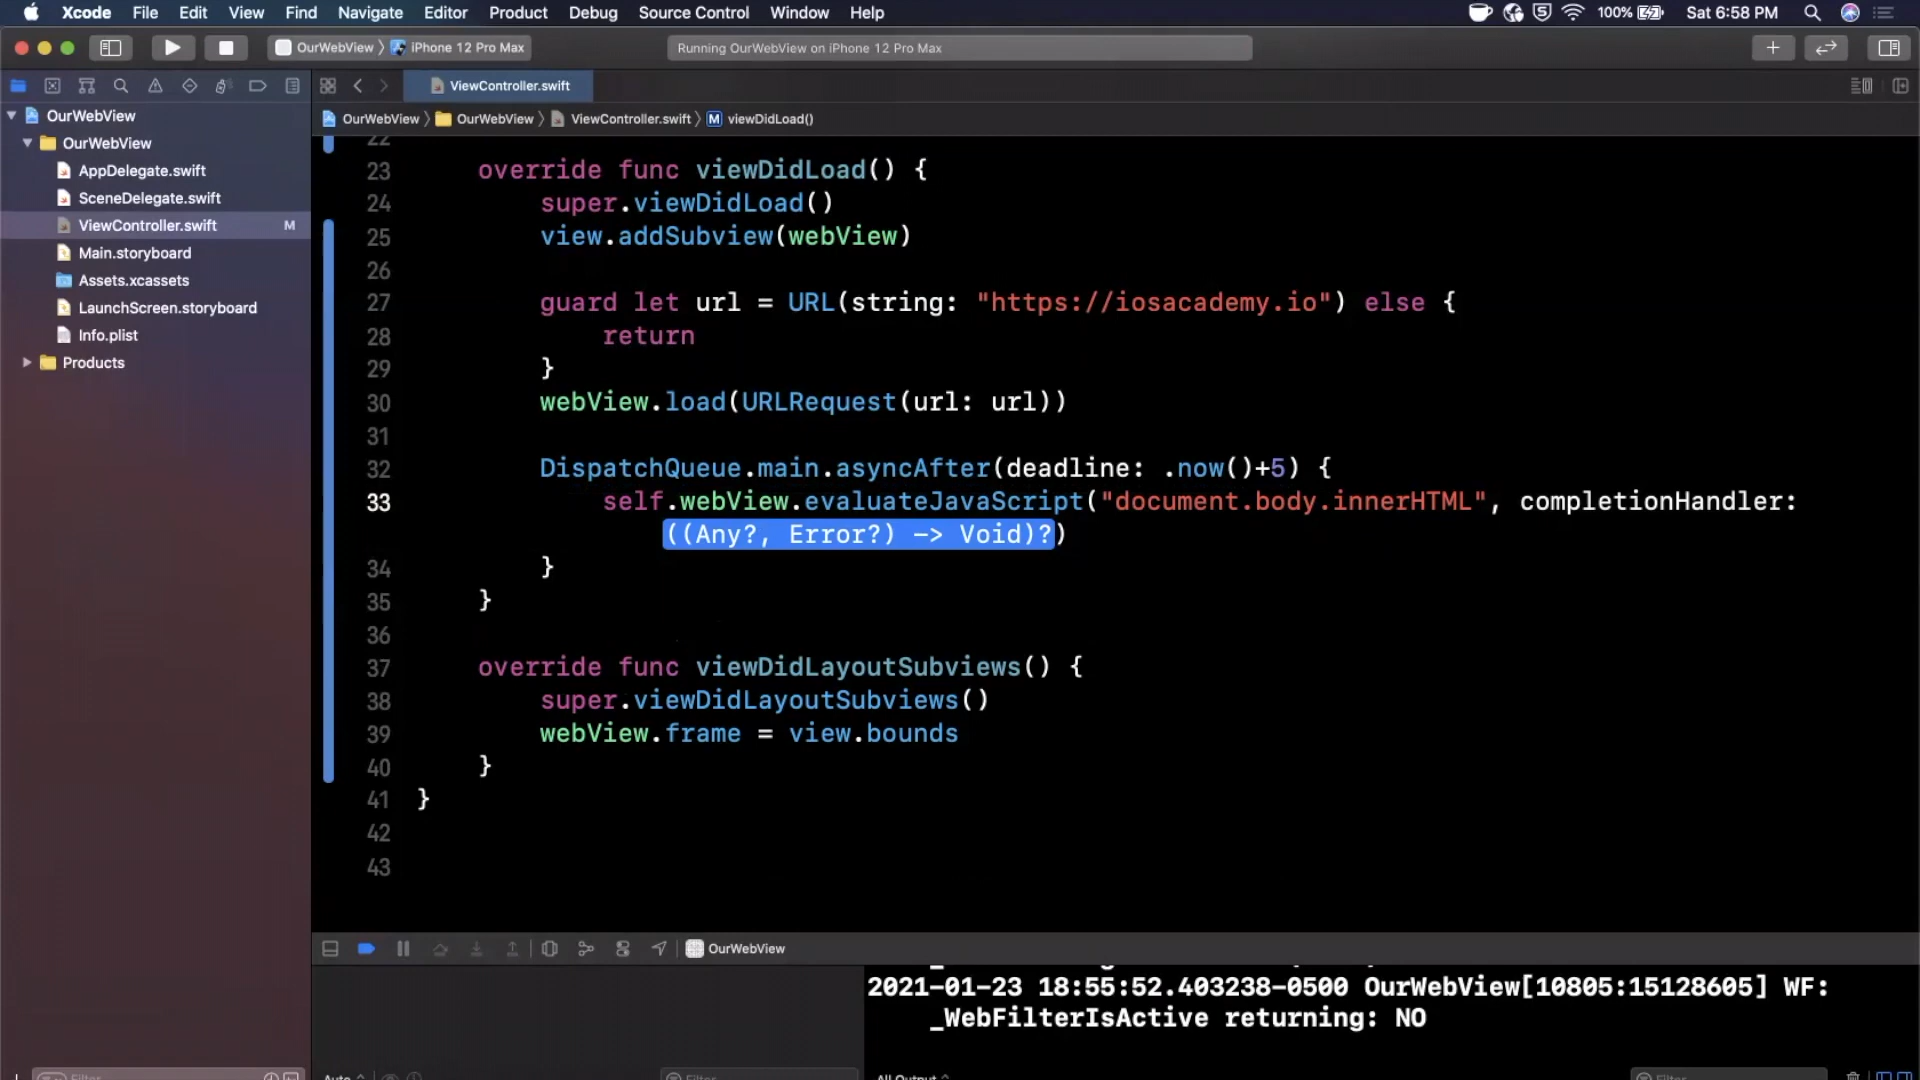 Xcode File Edit View Find Navigate Editor Product Debug Source Control Window Help 100% Sat 6:58 PM
OurWebView 〉 iPhone 12 Pro Max Running OurWebView on iPhone 12 Pro Max
ViewController.swift
OurWebView 〉 OurWebView 〉 ViewController.swift 〉 M viewDidLoad()
OurWebView
OurWebView
AppDelegate.swift
SceneDelegate.swift
ViewController.swift M
Main.storyboard
Assets.xcassets
LaunchScreen.storyboard
Info.plist
Products
22
23 override func viewDidLoad() {
24 super.viewDidLoad()
25 view.addSubview(webView)
26
27 guard let url = URL(string: "https://iosacademy.io") else {
28 return
29 }
30 webView.load(URLRequest(url: url))
31
32 DispatchQueue.main.asyncAfter(deadline: .now()+5) {
33 self.webView.evaluateJavaScript("document.body.innerHTML", completionHandler:
((Any?, Error?) -> Void)?)
34 }
35 }
36
37 override func viewDidLayoutSubviews() {
38 super.viewDidLayoutSubviews()
39 webView.frame = view.bounds
40 }
41 }
42
43
OurWebView
2021-01-23 18:55:52.403238-0500 OurWebView[10805:15128605] WF:
_WebFilterIsActive returning: NO
Filter Auto Filter All Output Filter